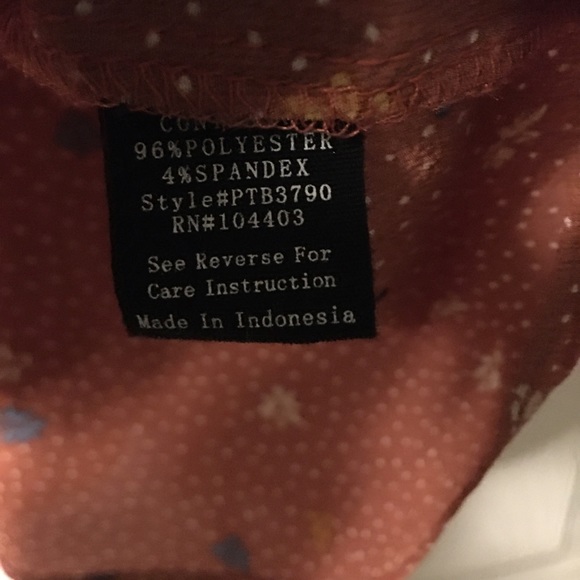 96%POLYESTER
4%SPANDEX
Style#PTB3790
RN#104403
See Reverse For
Care Instruction
Made In Indonesia